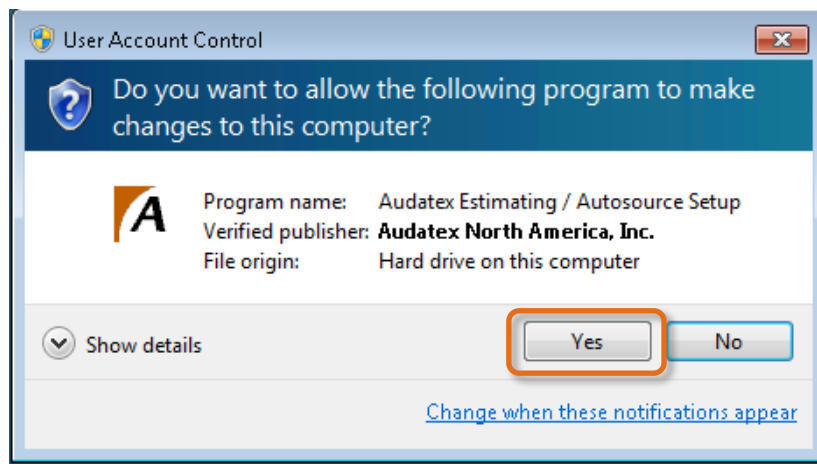 User Account Control
Do you want to allow the following program to make
changes to this computer?
A
Program name: Audatex Estimating / Autosource Setup
Verified publisher: Audatex North America, Inc.
File origin: Hard drive on this computer
Show details
Yes
No
Change when these notifications appear